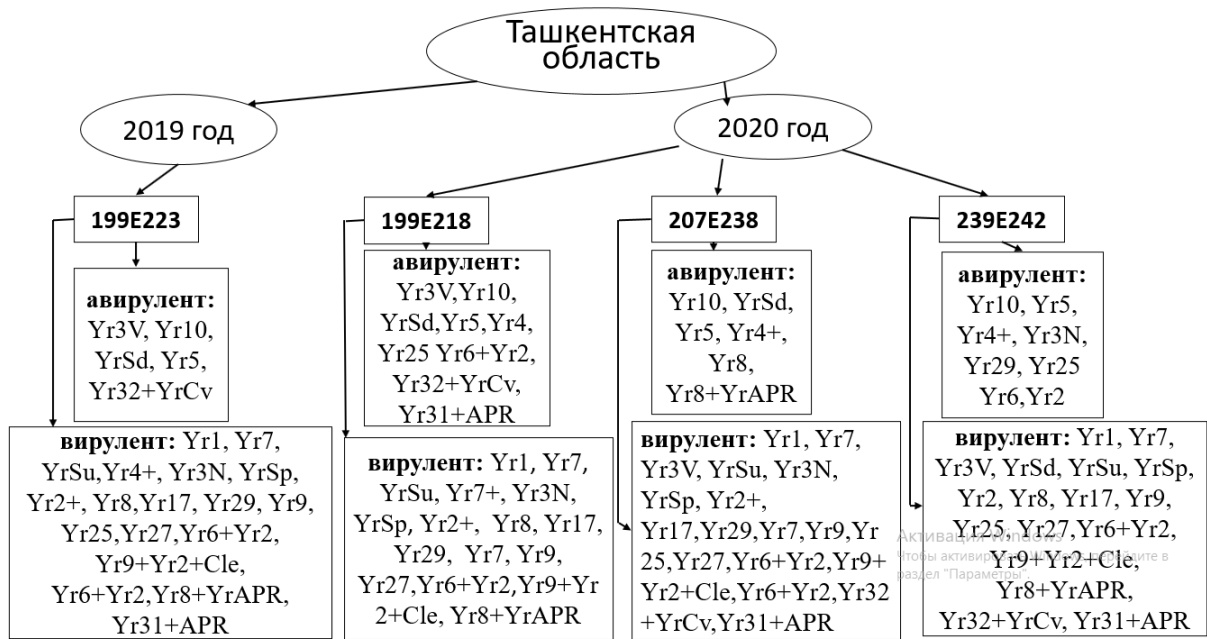 Ташкентская
область
2019 год
2020 год
199E223
199E218
207E238
239E242
авирулент:
Yr3V, Yr10,
YrSd, Yr5,
Yr32+YrCv
авирулент:
Yr3V,Yr10,
YrSd,Yr5,Yr4,
Yr25 Yr6+Yr2,
Yr32+YrCv,
Yr31+APR
авирулент:
Yr10, YrSd,
Yr5, Yr4+,
Yr8,
Yr8+YrAPR
авирулент:
Yr10, Yr5,
Yr4+, Yr3N,
Yr29, Yr25
Yr6,Yr2
вирулент: Yr1, Yr7,
YrSu,Yr4+, Yr3N, YrSp,
Yr2+, Yr8,Yr17, Yr29, Yr9,
Yr25,Yr27,Yr6+Yr2,
Yr9+Yr2+Cle,
Yr6+Yr2,Yr8+YrAPR,
Yr31+APR
вирулент: Yr1, Yr7,
YrSu, Yr7+, Yr3N,
YrSp, Yr2+, Yr8, Yr17,
Yr29, Yr7, Yr9,
Yr27,Yr6+Yr2,Yr9+Yr
2+Cle, Yr8+YrAPR
вирулент: Yr1, Yr7,
Yr3V, YrSu, Yr3N,
YrSp, Yr2+,
Yr17,Yr29,Yr7,Yr9,Yr
25,Yr27,Yr6+Yr2,Yr9+
Yr2+Cle,Yr6+Yr2,Yr32
+YrCv,Yr31+APR
вирулент: Yr1, Yr7,
Yr3V, YrSd, YrSu, YrSp,
Yr2, Yr8, Yr17, Yr9,
Yr25, Yr27,Yr6+Yr2,
Yr9+Yr2+Cle,
Yr8+YrAPR,
Yr32+YrCv, Yr31+APR
Активация Windows
Чтобы активировать Windows, перейдите в
раздел "Параметры".